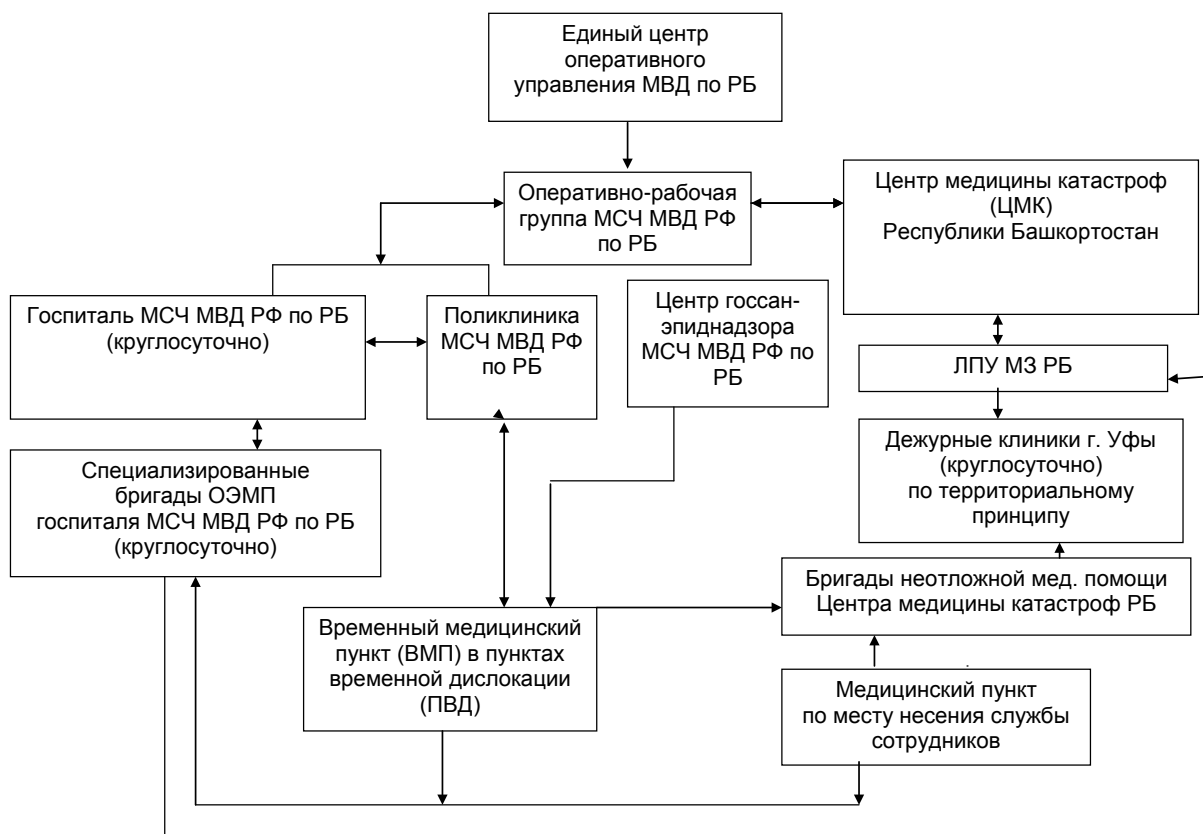 Единый центр
оперативного
управления МВД по РБ
Оперативно-рабочая
группа МСЧ МВД РФ
по РБ
Центр медицины катастроф
(ЦМК)
Республики Башкортостан
Госпиталь МСЧ МВД РФ по РБ
(круглосуточно)
Поликлиника
МСЧ МВД РФ
по РБ
Центр госсан-
эпиднадзора
МСЧ МВД РФ по
РБ
ЛПУ МЗ РБ
Дежурные клиники г. Уфы
(круглосуточно)
по территориальному
принципу
Специализированные
бригады ОЭМП
госпиталя МСЧ МВД РФ по РБ
(круглосуточно)
Бригады неотложной мед. помощи
Центра медицины катастроф РБ
Временный медицинский
пункт (ВМП) в пунктах
временной дислокации
(ПВД)
Медицинский пункт
по месту несения службы
сотрудников